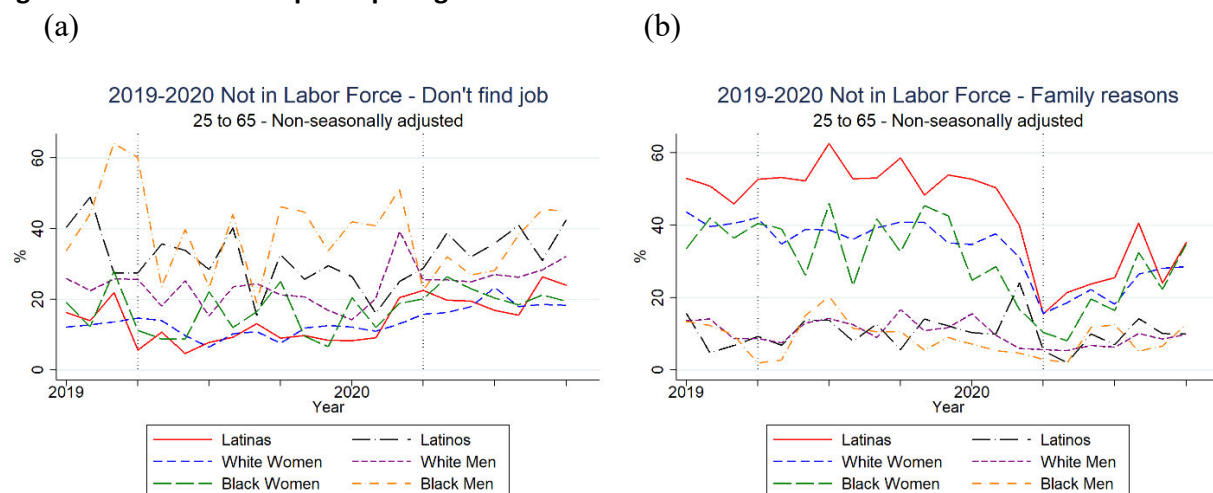 (a)
(b)
2019-2020 Not in Labor Force - Don't find job
25 to 65 - Non-seasonally adjusted
60
40
20
0
%
2019
2020
Year
Latinas
Latinos
White Women
White Men
Black Women
Black Men
2019-2020 Not in Labor Force - Family reasons
25 to 65 - Non-seasonally adjusted
60
40
20
0
%
2019
2020
Year
Latinas
Latinos
White Women
White Men
Black Women
Black Men